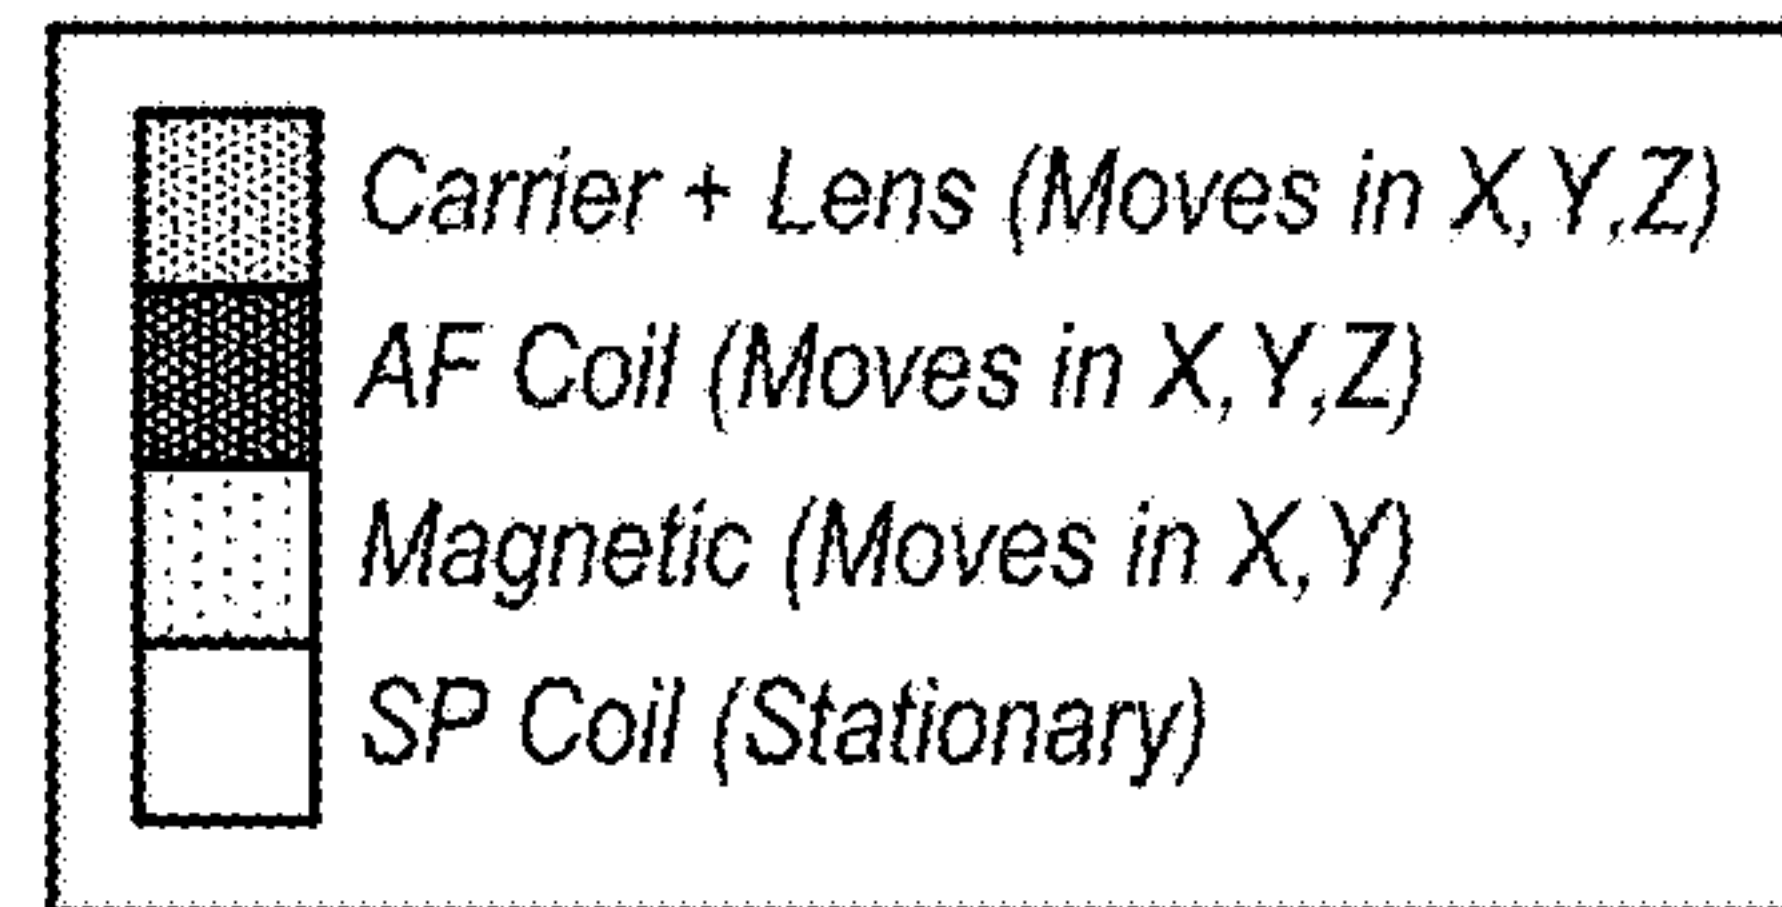 Carrier + Lens (Moves in X,Y,Z)
AF Coil (Moves in X,Y,Z)
Magnetic (Moves in X,Y)
SP Coil (Stationary)